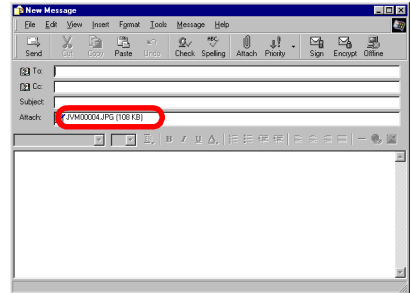 New Message
File Edit View Insert Format Tools Message Help
Send Cut Copy Paste Undo Check Spelling Attach Priority Sign Encrypt Offline
To:
Cc:
Subject:
Attach: JVM00004.JPG (108 KB)
B I U A